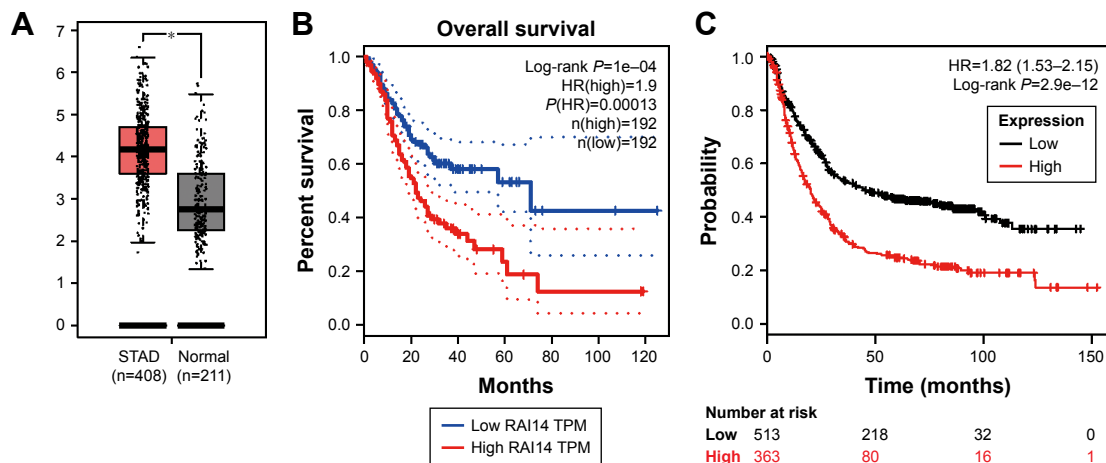 A
7
6
5
4
3
2
1
0
*
STAD
(n=408)
Normal
(n=211)
B
Overall survival
Percent survival
1.0
0.8
0.6
0.4
0.2
0.0
Log-rank P=1e–04
HR(high)=1.9
P(HR)=0.00013
n(high)=192
n(low)=192
0 20 40 60 80 100 120
Months
Low RAI14 TPM
High RAI14 TPM
C
Probability
1.0
0.8
0.6
0.4
0.2
0.0
HR=1.82 (1.53–2.15)
Log-rank P=2.9e–12
Expression
Low
High
0 50 100 150
Time (months)
Number at risk
Low 513 218 32 0
High 363 80 16 1